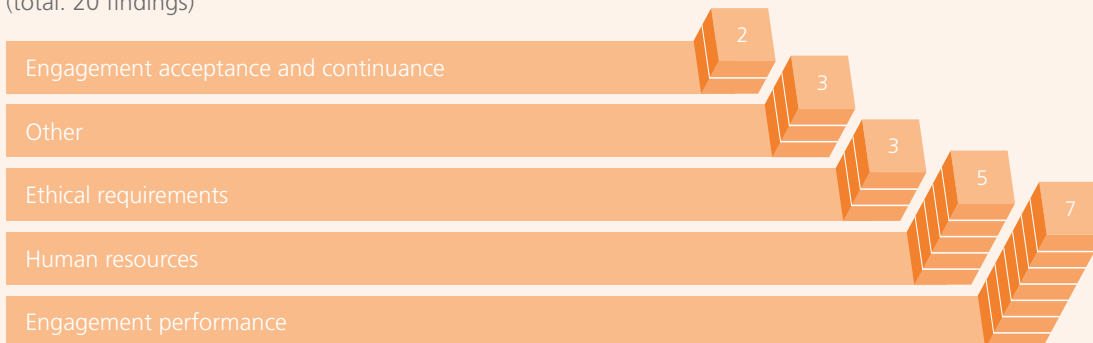 (total: 20 findings)
Engagement acceptance and continuance
2
Other
3
Ethical requirements
3
Human resources
5
Engagement performance
7